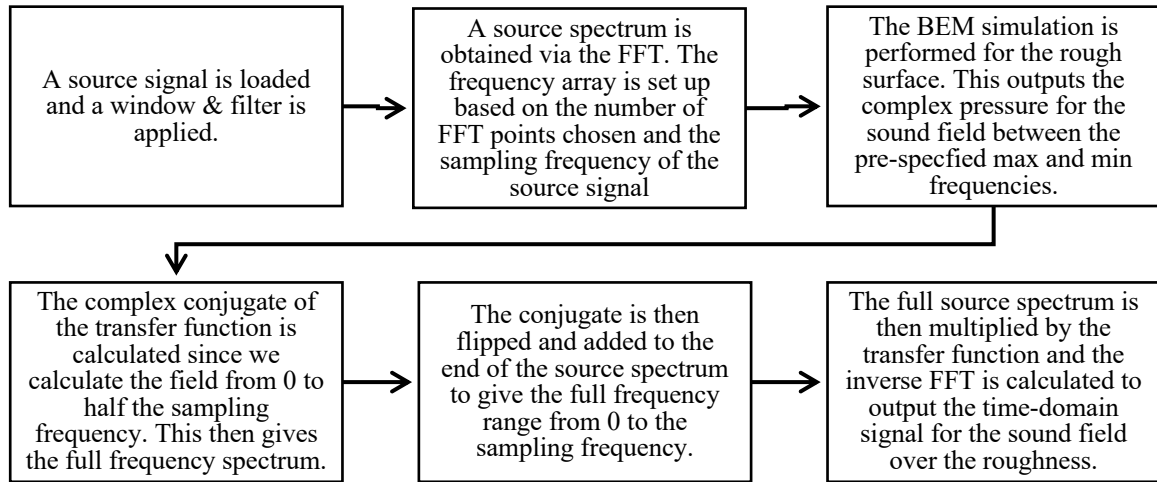 A source signal is loaded
and a window & filter is
applied.
A source spectrum is
obtained via the FFT. The
frequency array is set up
based on the number of
FFT points chosen and the
sampling frequency of the
source signal
The BEM simulation is
performed for the rough
surface. This outputs the
complex pressure for the
sound field between the
pre-specfied max and min
frequencies.
The complex conjugate of
the transfer function is
calculated since we
calculate the field from 0 to
half the sampling
frequency. This then gives
the full frequency spectrum.
The conjugate is then
flipped and added to the
end of the source spectrum
to give the full frequency
range from 0 to the
sampling frequency.
The full source spectrum is
then multiplied by the
transfer function and the
inverse FFT is calculated to
output the time-domain
signal for the sound field
over the roughness.